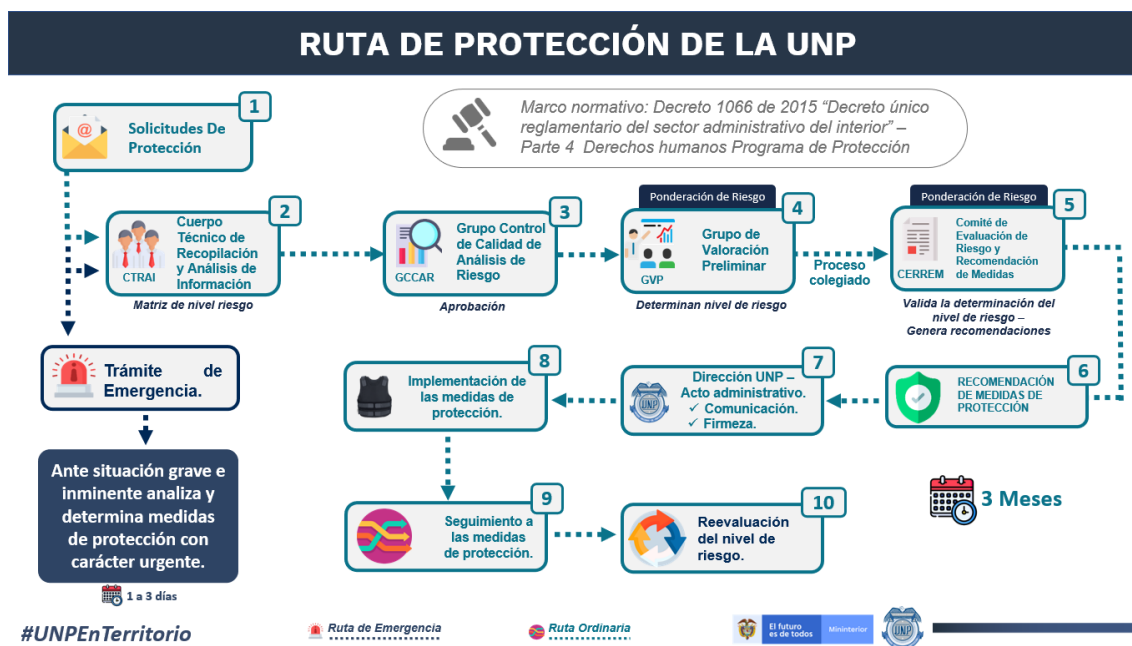 RUTA DE PROTECCIÓN DE LA UNP
Marco normativo: Decreto 1066 de 2015 “Decreto único
reglamentario del sector administrativo del interior” –
Parte 4 Derechos humanos Programa de Protección
1
@
Solicitudes De
Protección
2
Cuerpo
Técnico de
Recopilación
y Análisis de
Información
CTRAI
Matriz de nivel riesgo
3
Grupo Control
de Calidad de
Análisis de
Riesgo
GCCAR
Aprobación
Ponderación de Riesgo
4
Grupo de
Valoración
Preliminar
GVP
Determinan nivel de riesgo
Proceso
colegiado
Ponderación de Riesgo
5
Comité de
Evaluación de
Riesgo y
Recomendación
de Medidas
CERREM
Valida la determinación del
nivel de riesgo –
Genera recomendaciones
Trámite de
Emergencia.
Ante situación grave e
inminente analiza y
determina medidas
de protección con
carácter urgente.
1 a 3 días
6
RECOMENDACIÓN
DE MEDIDAS DE
PROTECCIÓN
7
Dirección UNP –
Acto administrativo.
✓ Comunicación.
✓ Firmeza.
UNP
8
Implementación de
las medidas de
protección.
9
Seguimiento a
las medidas
de protección.
10
Reevaluación
del nivel de
riesgo.
3 Meses
#UNPEnTerritorio
Ruta de Emergencia
Ruta Ordinaria
El futuro
es de todos
Mininterior
UNP